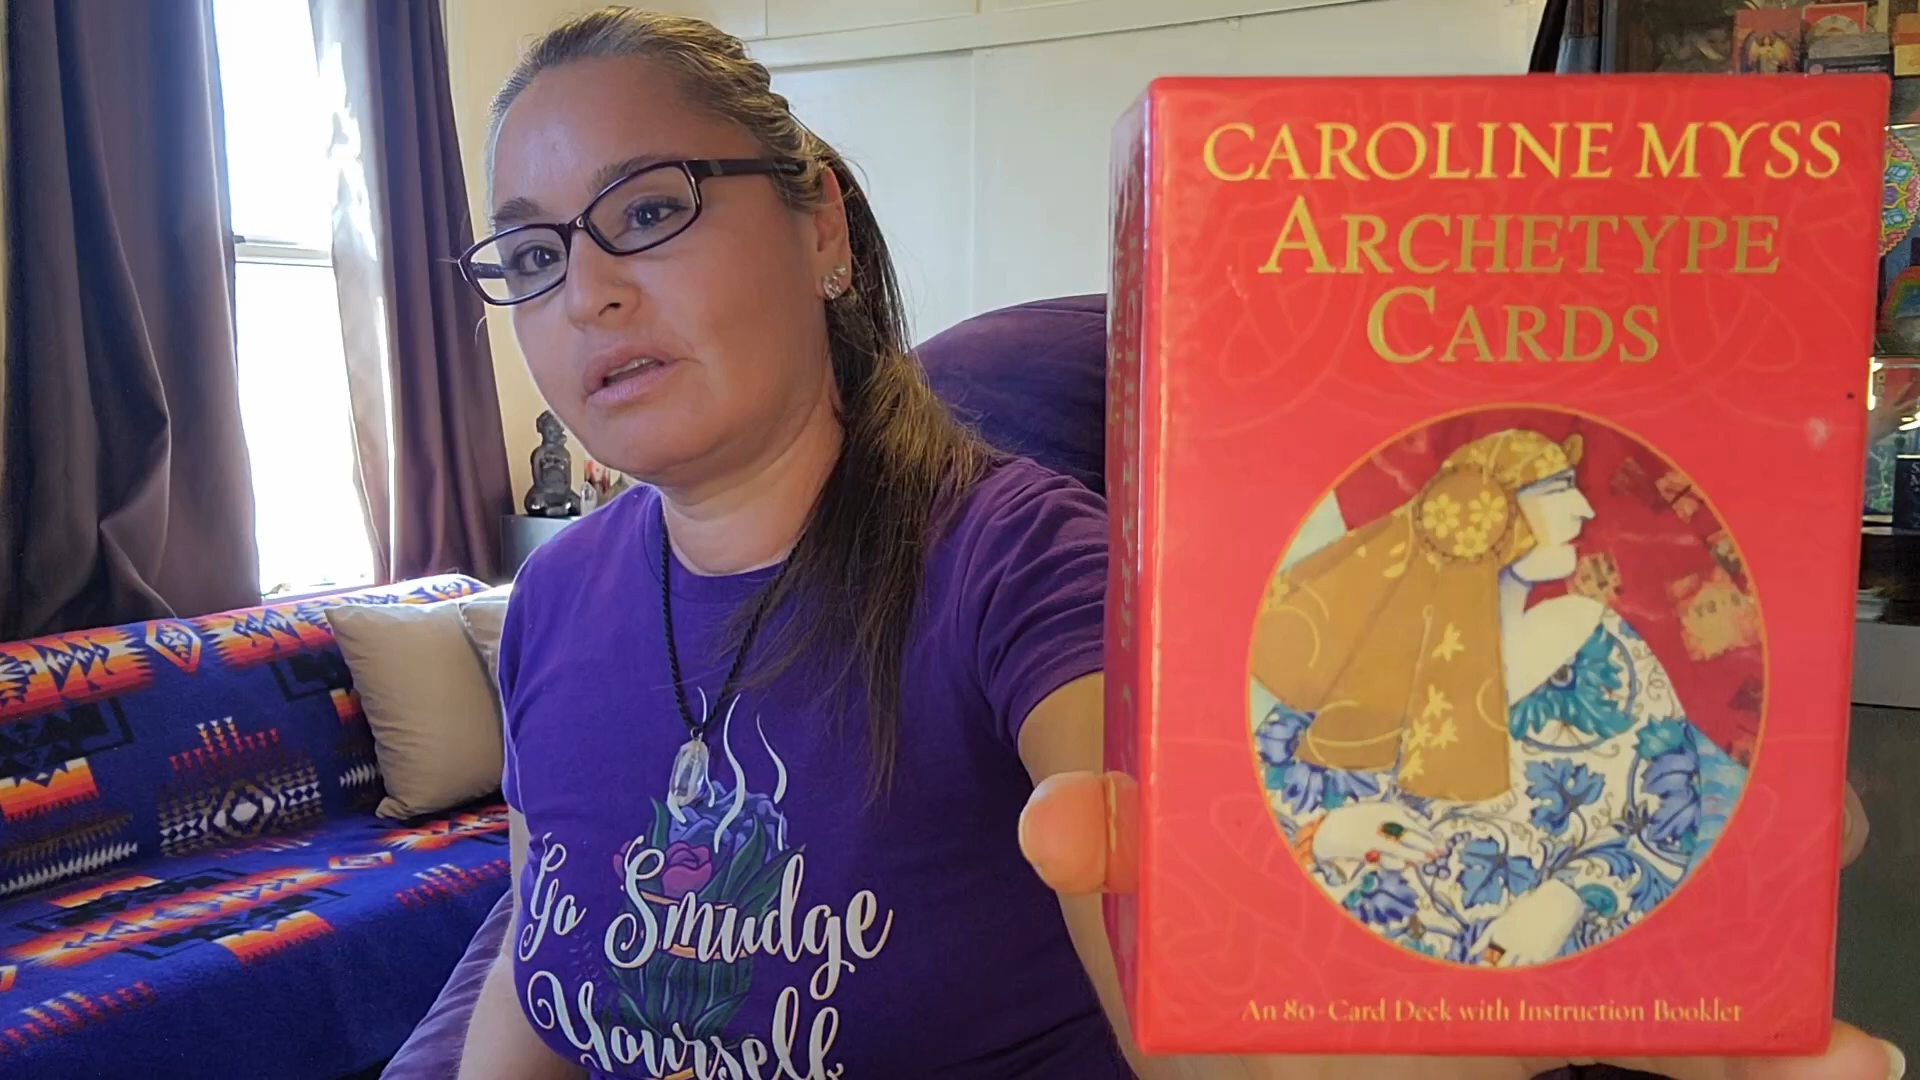 CAROLINE MYSS
ARCHETYPE
CARDS
An 80-Card Deck with Instruction Booklet
Go Smudge
Yourself